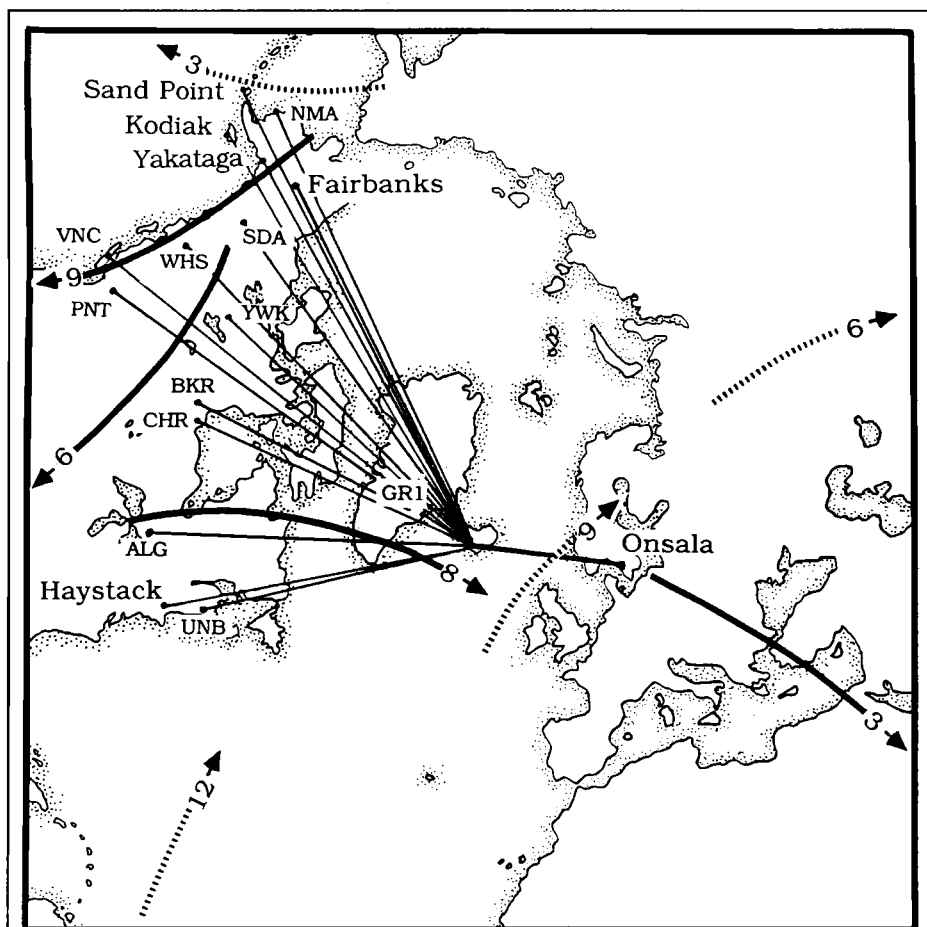 3
Sand Point
NMA
Kodiak
Yakataga
Fairbanks
VNC
SDA
WHS
9
PNT
YWK
6
BKR
CHR
6
GR1
9
ALG
Onsala
8
Haystack
UNB
3
12